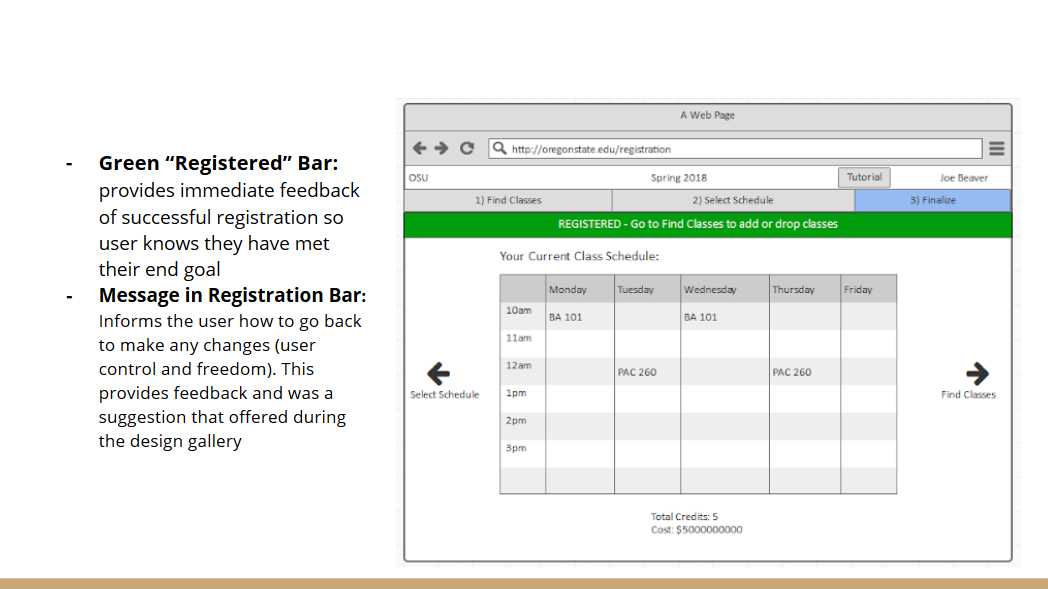 - Green “Registered” Bar:
provides immediate feedback
of successful registration so
user knows they have met
their end goal
- Message in Registration Bar:
Informs the user how to go back
to make any changes (user
control and freedom). This
provides feedback and was a
suggestion that offered during
the design gallery
A Web Page
http://oregonstate.edu/registration
OSU Spring 2018 Tutorial Joe Beaver
1) Find Classes 2) Select Schedule 3) Finalize
REGISTERED - Go to Find Classes to add or drop classes
Your Current Class Schedule:
Monday Tuesday Wednesday Thursday Friday
10am BA 101 BA 101
11am
12am PAC 260 PAC 260
1pm
2pm
3pm
Select Schedule
Find Classes
Total Credits: 5
Cost: $5000000000